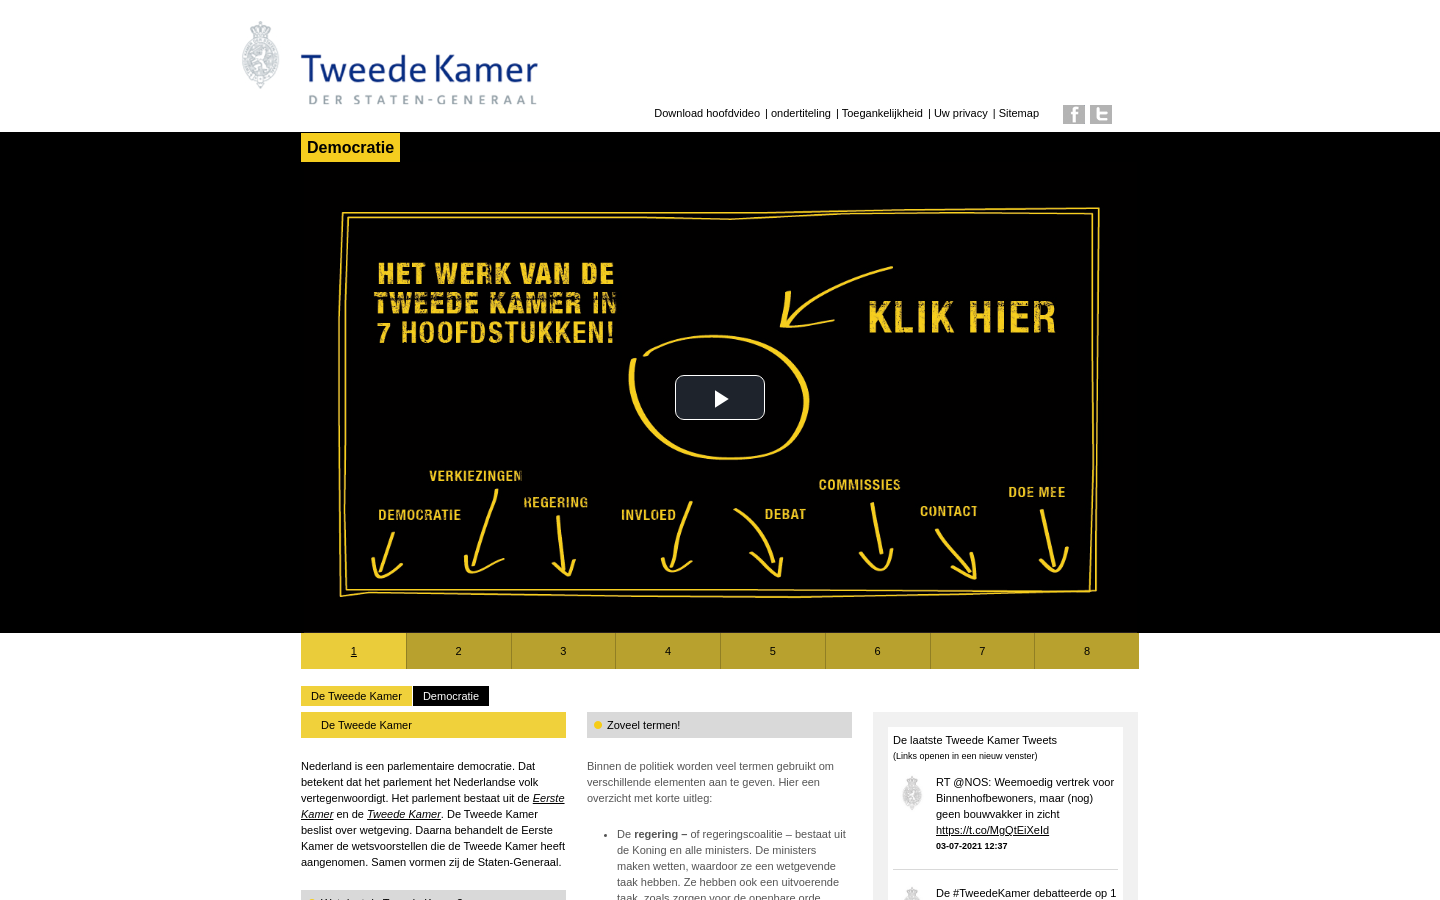 Tweede Kamer
DER STATEN-GENERAAL
Download hoofdvideo | ondertiteling | Toegankelijkheid | Uw privacy | Sitemap
Democratie
HET WERK VAN DE
TWEEDE KAMER IN
7 HOOFDSTUKKEN!
KLIK HIER
VERKIEZINGEN
REGERING
DEMOCRATIE
INVLOED
DEBAT
COMMISSIES
CONTACT
DOE MEE
1 2 3 4 5 6 7 8
De Tweede Kamer Democratie
De Tweede Kamer
Nederland is een parlementaire democratie. Dat
betekent dat het parlement het Nederlandse volk
vertegenwoordigt. Het parlement bestaat uit de Eerste
Kamer en de Tweede Kamer. De Tweede Kamer
beslist over wetgeving. Daarna behandelt de Eerste
Kamer de wetsvoorstellen die de Tweede Kamer heeft
aangenomen. Samen vormen zij de Staten-Generaal.
Zoveel termen!
Binnen de politiek worden veel termen gebruikt om
verschillende elementen aan te geven. Hier een
overzicht met korte uitleg:
De regering – of regeringscoalitie – bestaat uit
de Koning en alle ministers. De ministers
maken wetten, waardoor ze een wetgevende
taak hebben. Ze hebben ook een uitvoerende
taak, zoals zorgen voor de openbare orde
De laatste Tweede Kamer Tweets
(Links openen in een nieuw venster)
RT @NOS: Weemoedig vertrek voor
Binnenhofbewoners, maar (nog)
geen bouwvakker in zicht
https://t.co/MgQtEiXeId
03-07-2021 12:37
De #TweedeKamer debatteerde op 1